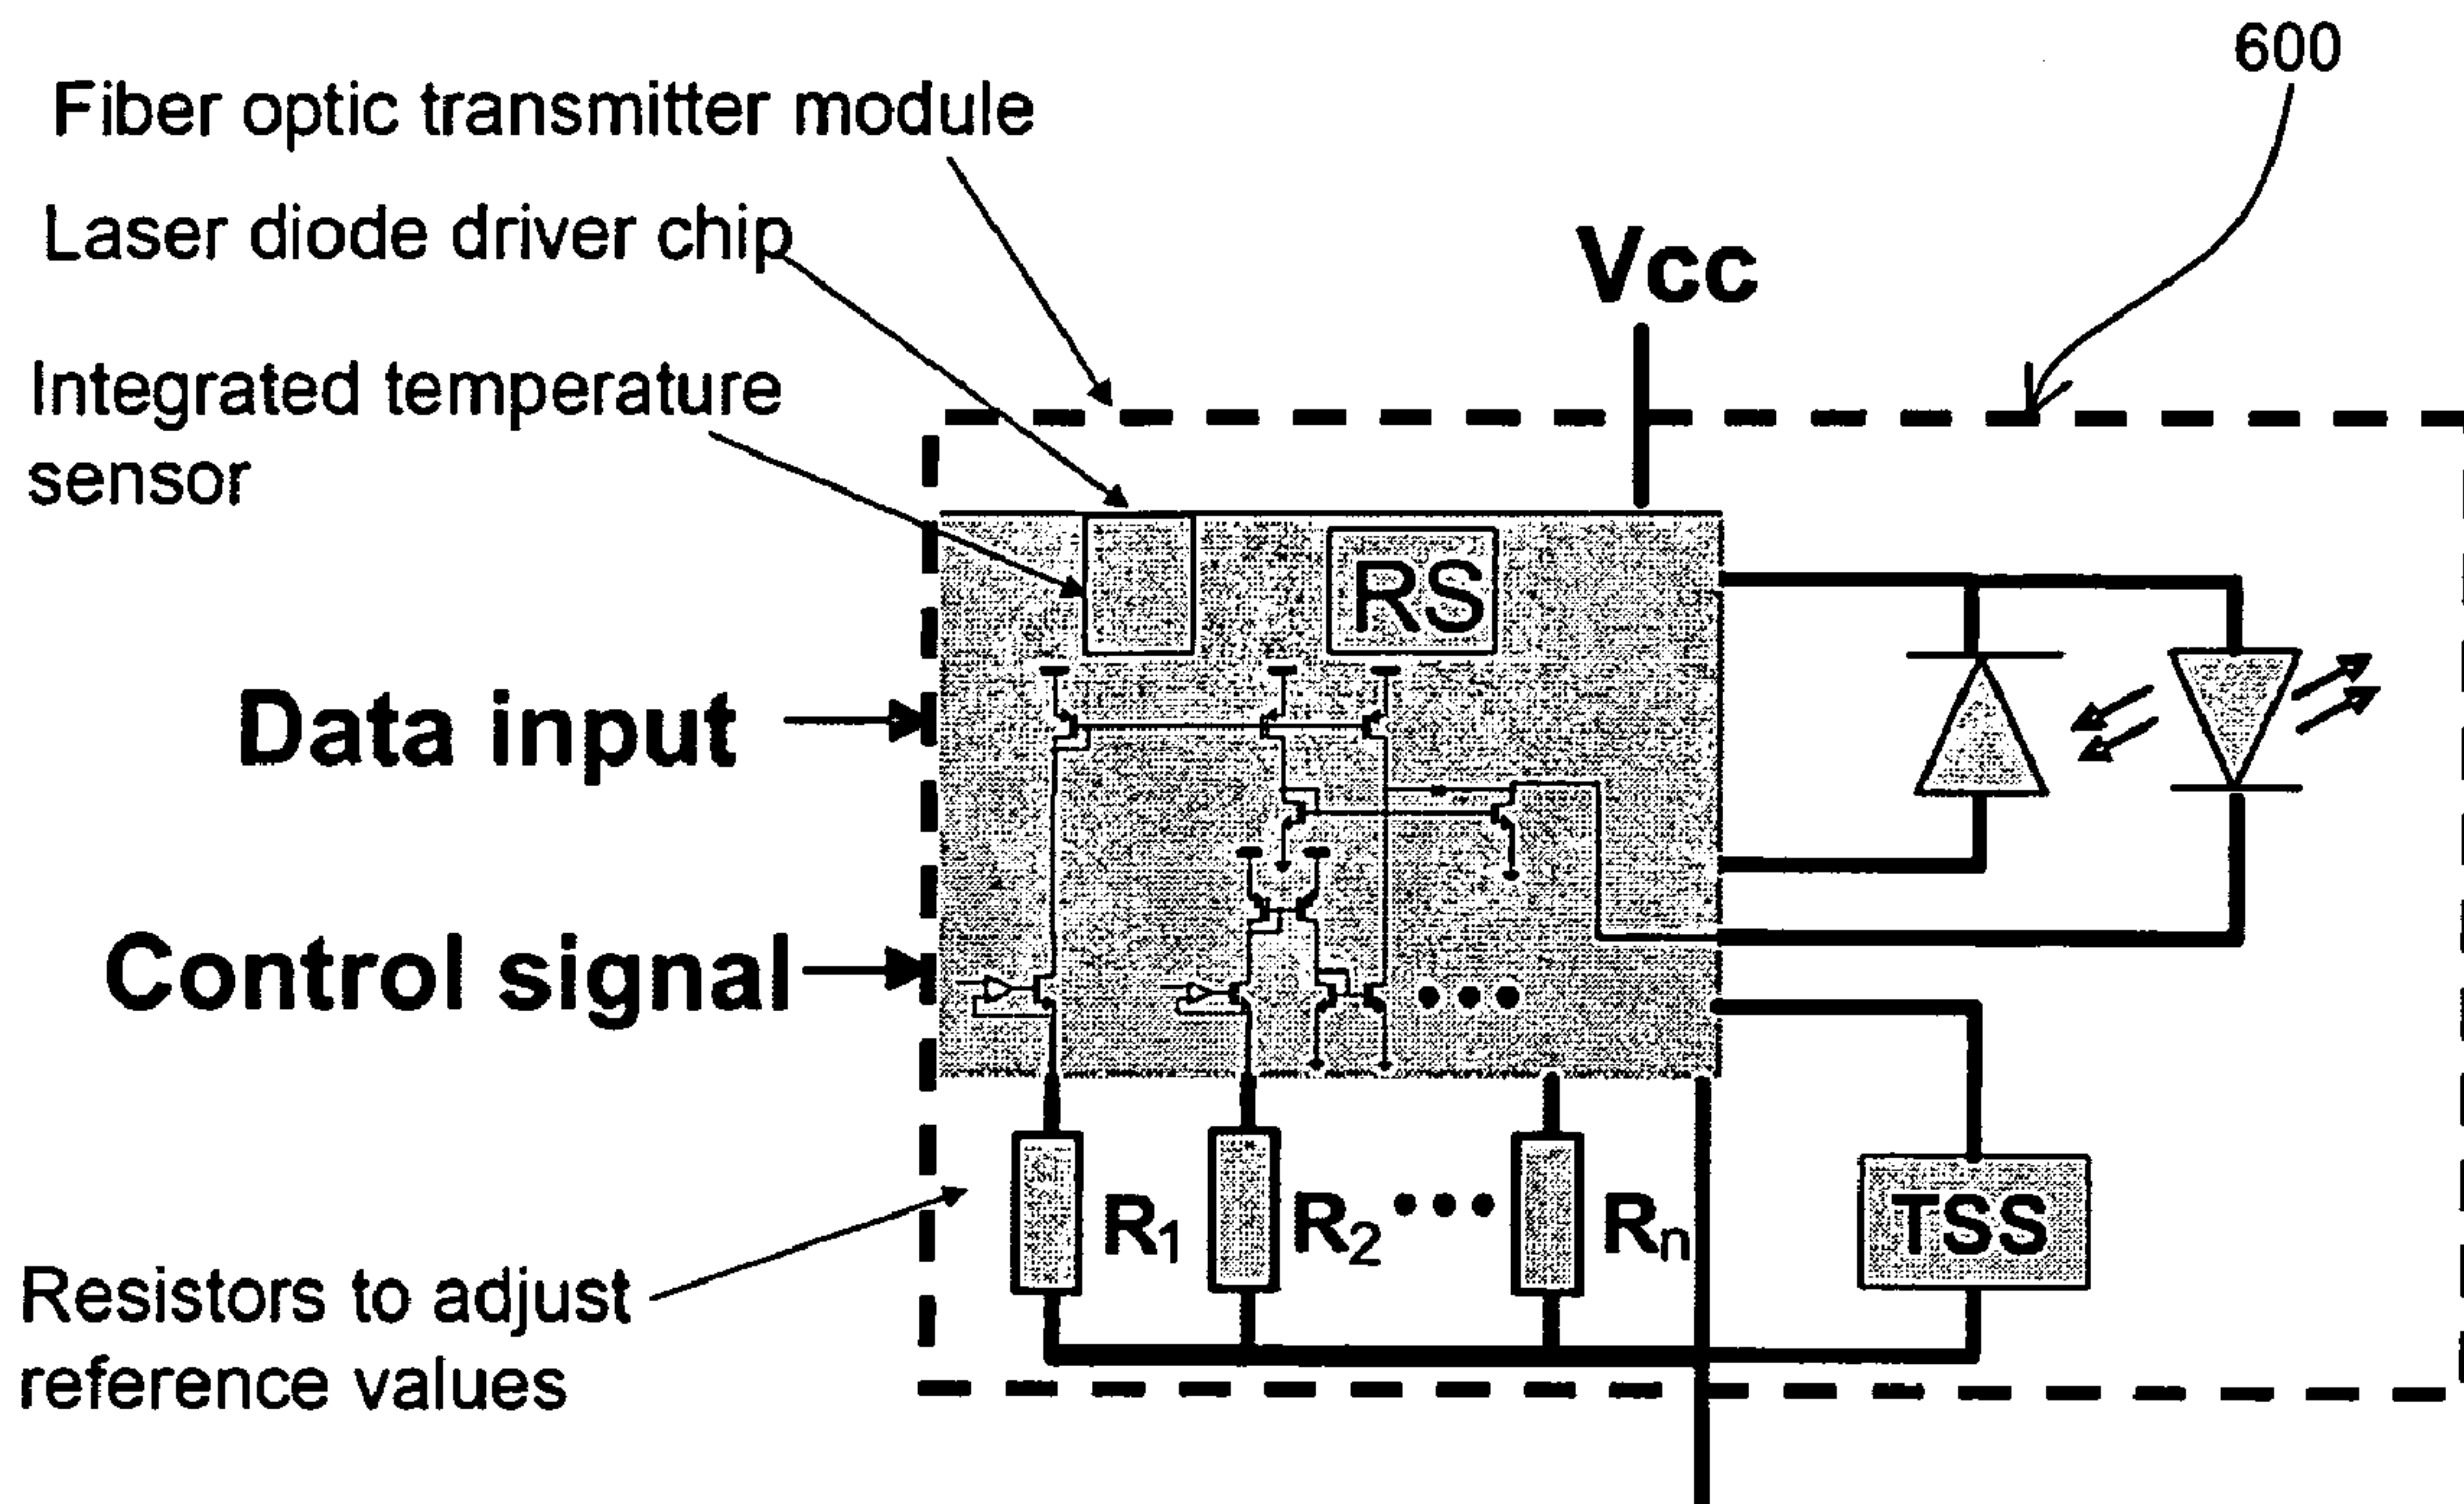 600
Fiber optic transmitter module
Laser diode driver chip
Vcc
Integrated temperature
sensor
RS
Data input
Control signal
R1 R2 ••• Rn
TSS
Resistors to adjust
reference values